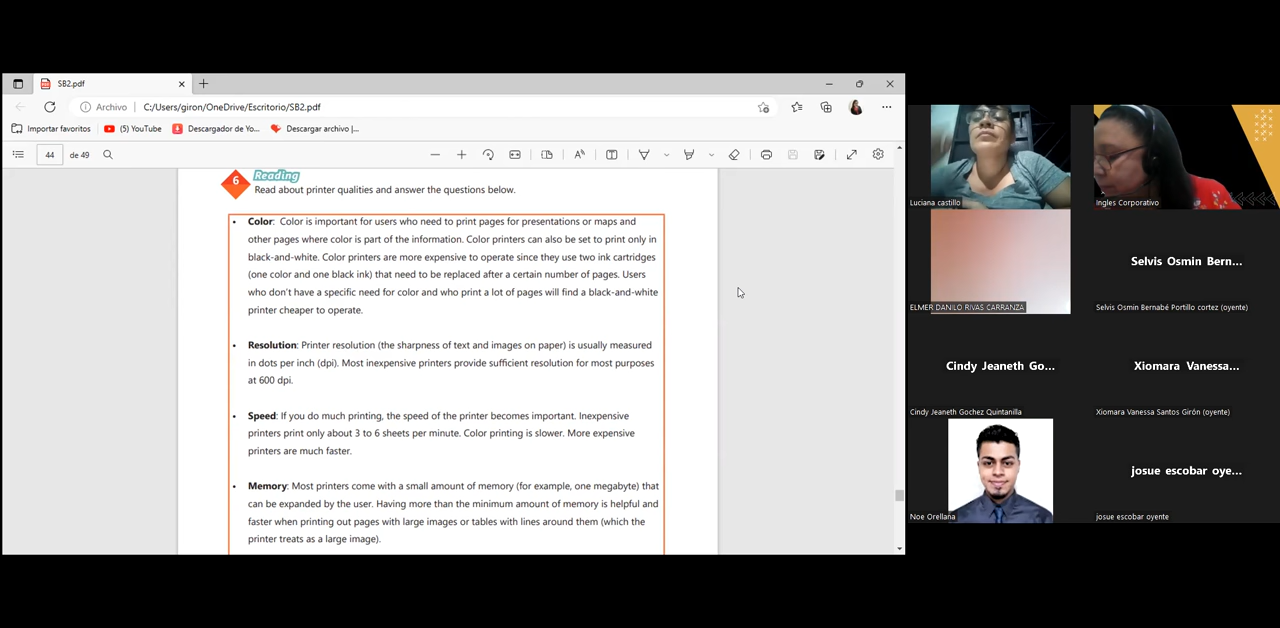 SB2.pdf
Archivo
C:/Users/giron/OneDrive/Escritorio/SB2.pdf
Importar favoritos
(5) YouTube
Descargador de Yo...
Descargar archivo |...
44
de 49
6
Reading
Read about printer qualities and answer the questions below.
• Color: Color is important for users who need to print pages for presentations or maps and
other pages where color is part of the information. Color printers can also be set to print only in
black-and-white. Color printers are more expensive to operate since they use two ink cartridges
(one color and one black ink) that need to be replaced after a certain number of pages. Users
who don't have a specific need for color and who print a lot of pages will find a black-and-white
printer cheaper to operate.
• Resolution: Printer resolution (the sharpness of text and images on paper) is usually measured
in dots per inch (dpi). Most inexpensive printers provide sufficient resolution for most purposes
at 600 dpi.
• Speed: If you do much printing, the speed of the printer becomes important. Inexpensive
printers print only about 3 to 6 sheets per minute. Color printing is slower. More expensive
printers are much faster.
• Memory: Most printers come with a small amount of memory (for example, one megabyte) that
can be expanded by the user. Having more than the minimum amount of memory is helpful and
faster when printing out pages with large images or tables with lines around them (which the
printer treats as a large image).
Luciana castillo
Ingles Corporativo
ELMER DANILO RIVAS CARRANZA
Selvis Osmin Bern...
Selvis Osmin Bernabé Portillo cortez (oyente)
Cindy Jeaneth Go...
Cindy Jeaneth Gochez Quintanilla
Xiomara Vanessa...
Xiomara Vanessa Santos Girón (oyente)
Noe Orellana
josue escobar oye...
josue escobar oyente